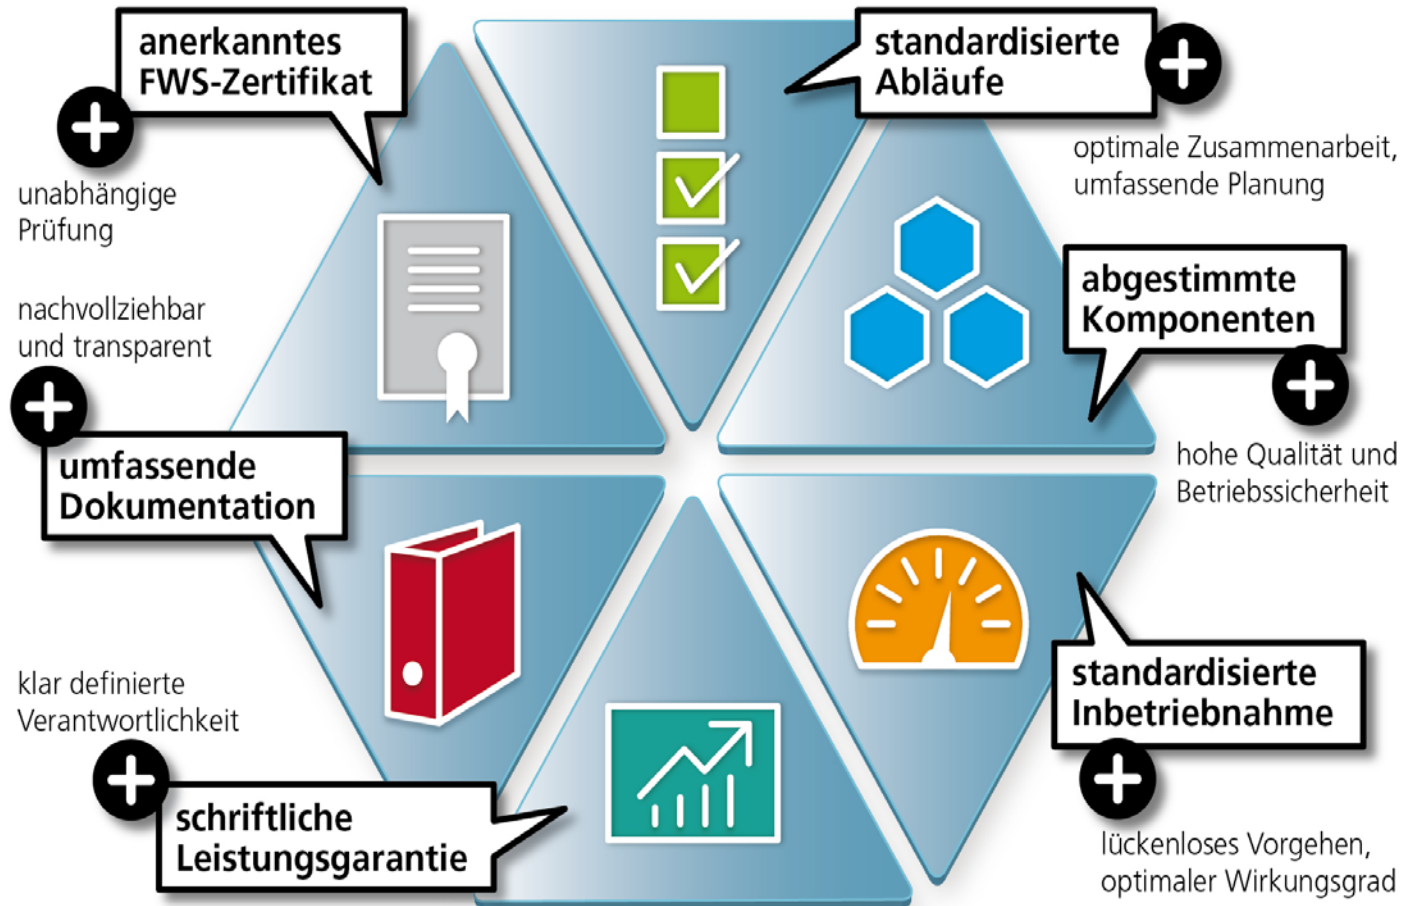 anerkanntes
FWS-Zertifikat
unabhängige
Prüfung
standardisierte
Abläufe
optimale Zusammenarbeit,
umfassende Planung
abgestimmte
Komponenten
hohe Qualität und
Betriebssicherheit
standardisierte
Inbetriebnahme
lückenloses Vorgehen,
optimaler Wirkungsgrad
klar definierte
Verantwortlichkeit
schriftliche
Leistungsgarantie
nachvollziehbar
und transparent
umfassende
Dokumentation